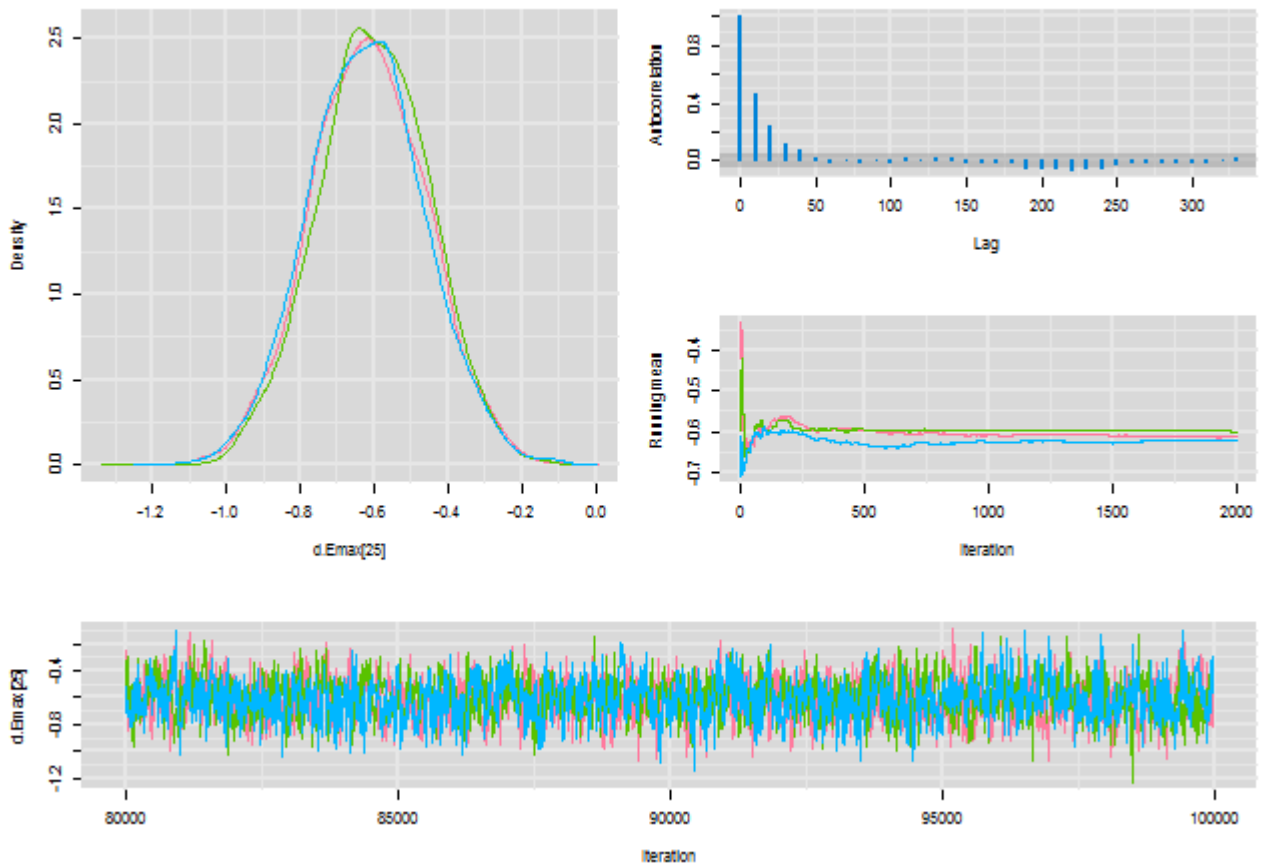 Density
0.0 0.5 1.0 1.5 2.0 2.5
-1.2 -1.0 -0.8 -0.6 -0.4 -0.2 0.0
d.Emax[25]
Autocorrelation
0.0 0.4 0.8
0 50 100 150 200 250 300
Lag
Running mean
-0.7 -0.6 -0.5 -0.4
0 500 1000 1500 2000
Iteration
d.Emax[25]
-1.2 -0.8 -0.4
80000 85000 90000 95000 100000
Iteration